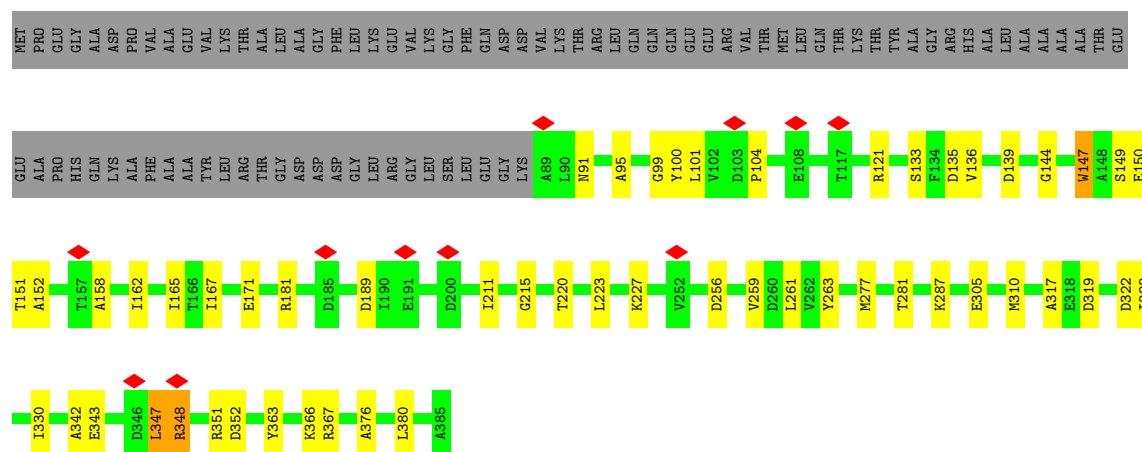 MET PRO GLU GLY ALA ASP PRO VAL ALA GLU VAL LYS THR ALA LEU ALA GLY PHE LEU LYS GLU VAL LYS GLY PHE GLN ASP ASP VAL LYS THR ARG LEU GLN GLN GLN GLU GLU ARG VAL THR MET LEU GLN THR LYS THR TYR ALA GLY ARG HIS ALA LEU ALA ALA ALA ALA THR GLU
GLU ALA PRO HIS GLN LYS ALA PHE ALA ALA TYR LEU ARG THR GLY ASP ASP ASP GLY LEU ARG GLY LEU SER LEU GLU GLY LYS A89 L90 N91 A95 G99 Y100 L101 V102 D103 P104 E108 T117 R121 S133 F134 D135 V136 D139 G144 W147 A148 S149 E150
T151 A152 T157 A158 I162 I165 T166 I167 E171 R181 D185 D189 I190 E191 D200 I211 G215 T220 L223 K227 V252 D256 V259 D260 L261 V262 Y263 M277 T281 K287 E305 M310 A317 E318 D319 D322
I330 A342 E343 D346 L347 R348 R351 D352 Y363 K366 R367 A376 L380 A385